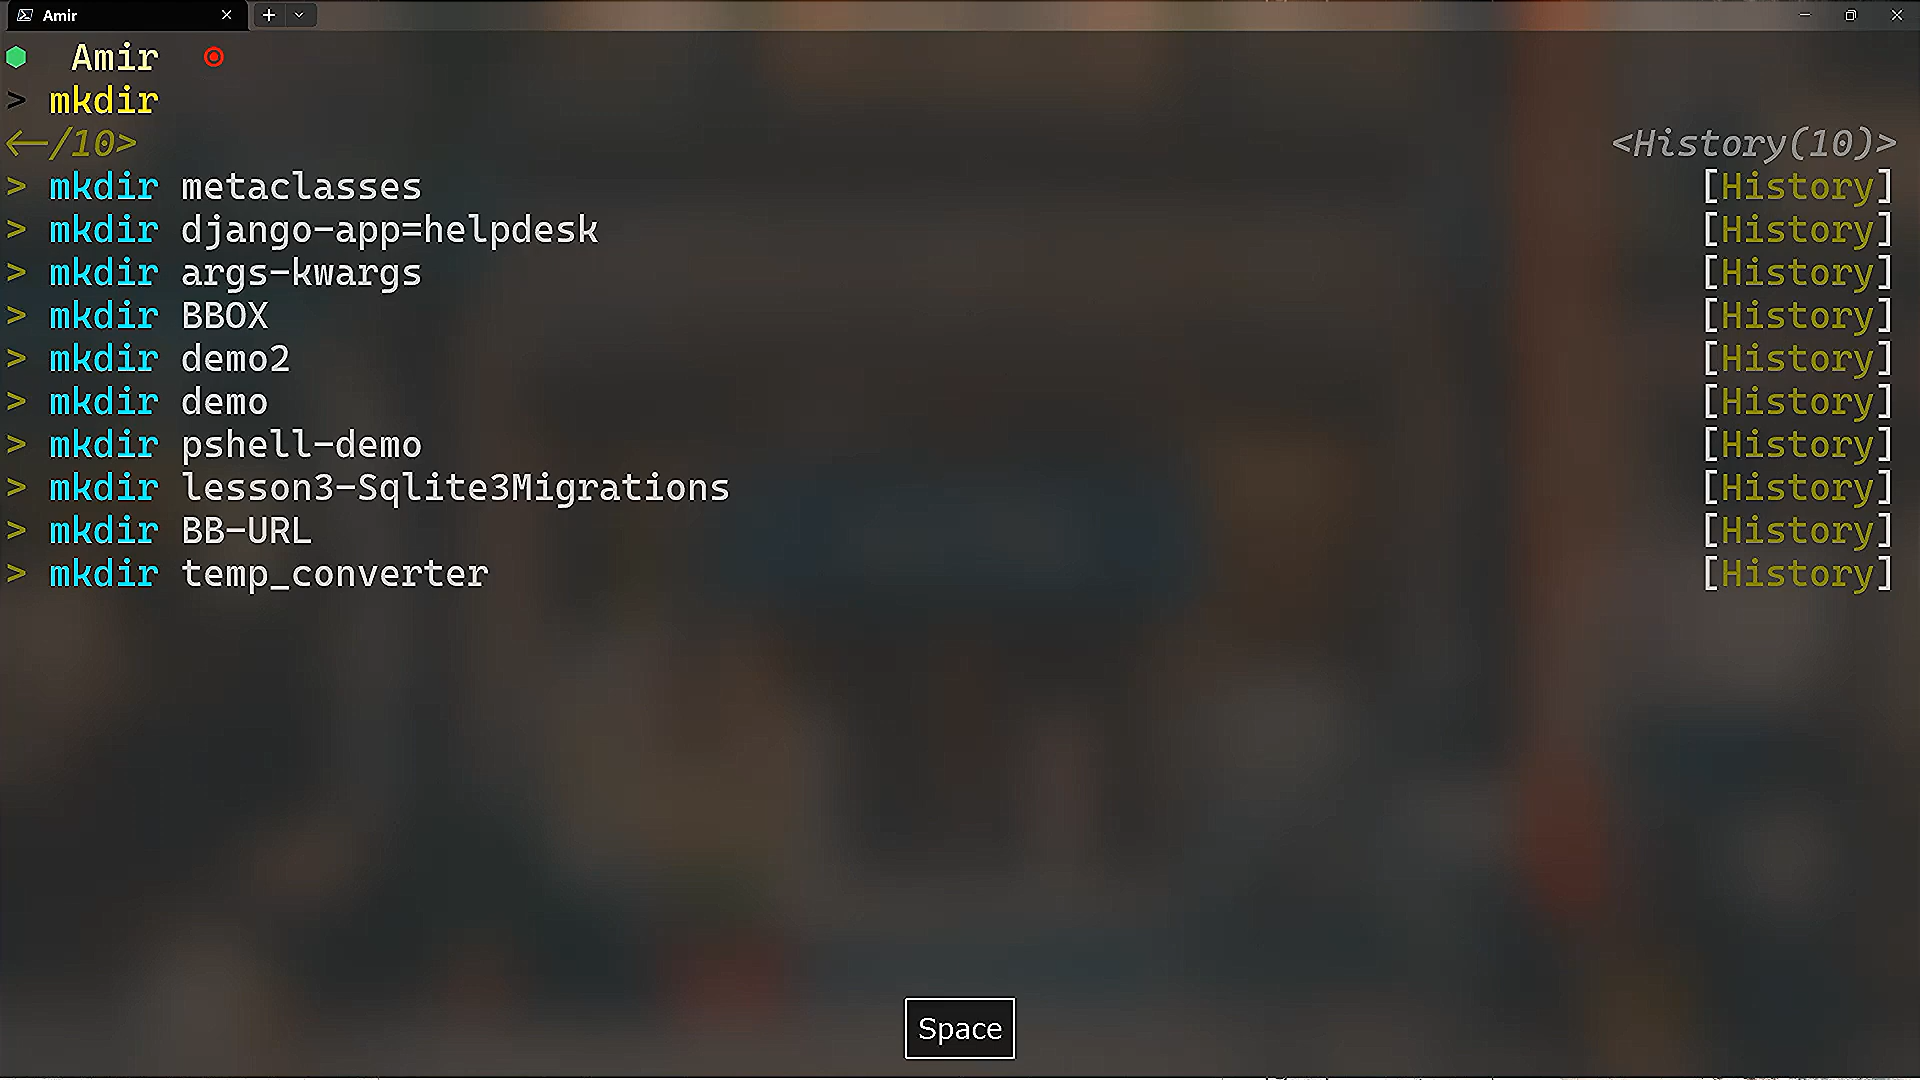 Amir
Amir
> mkdir
<-/10> <History(10)>
> mkdir metaclasses [History]
> mkdir django-app=helpdesk [History]
> mkdir args-kwargs [History]
> mkdir BBOX [History]
> mkdir demo2 [History]
> mkdir demo [History]
> mkdir pshell-demo [History]
> mkdir lesson3-Sqlite3Migrations [History]
> mkdir BB-URL [History]
> mkdir temp_converter [History]
Space